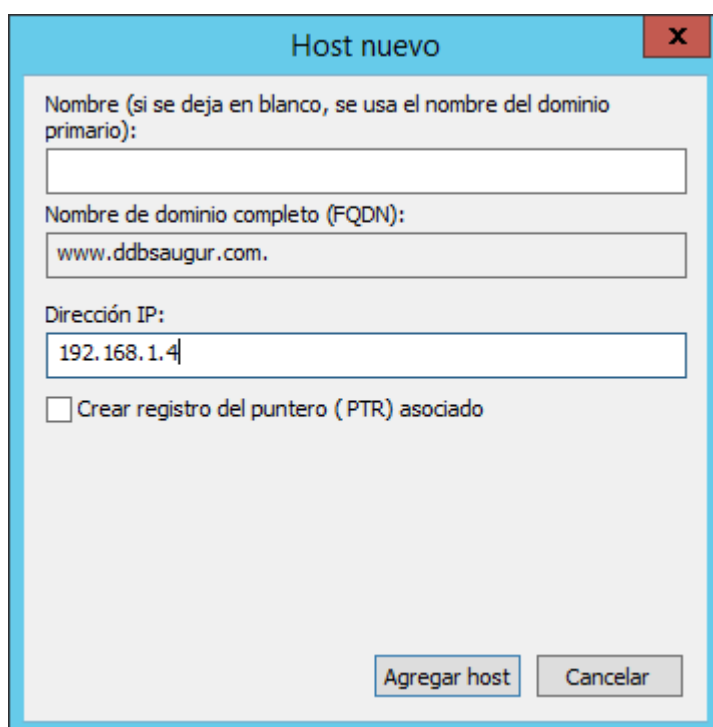 Host nuevo
x
Nombre (si se deja en blanco, se usa el nombre del dominio
primario):
Nombre de dominio completo (FQDN):
www.ddbsaugur.com.
Dirección IP:
192.168.1.4
Crear registro del puntero (PTR) asociado
Agregar host
Cancelar